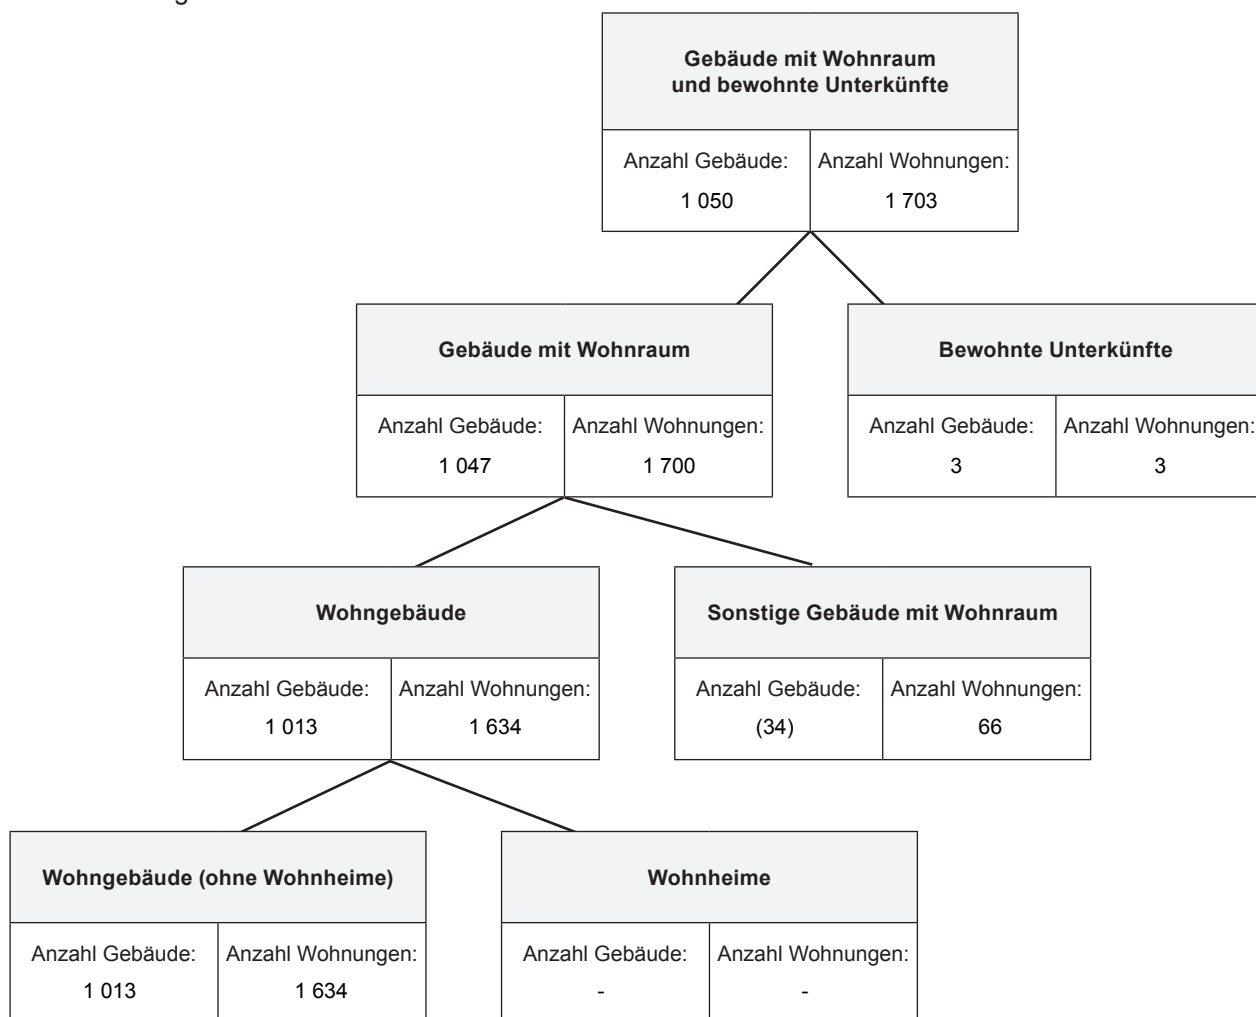 Gebäude mit Wohnraum
und bewohnte Unterkünfte
Anzahl Gebäude: Anzahl Wohnungen:
1 050 1 703
Gebäude mit Wohnraum
Anzahl Gebäude: Anzahl Wohnungen:
1 047 1 700
Bewohnte Unterkünfte
Anzahl Gebäude: Anzahl Wohnungen:
3 3
Wohngebäude
Anzahl Gebäude: Anzahl Wohnungen:
1 013 1 634
Sonstige Gebäude mit Wohnraum
Anzahl Gebäude: Anzahl Wohnungen:
(34) 66
Wohngebäude (ohne Wohnheime)
Anzahl Gebäude: Anzahl Wohnungen:
1 013 1 634
Wohnheime
Anzahl Gebäude: Anzahl Wohnungen:
- -